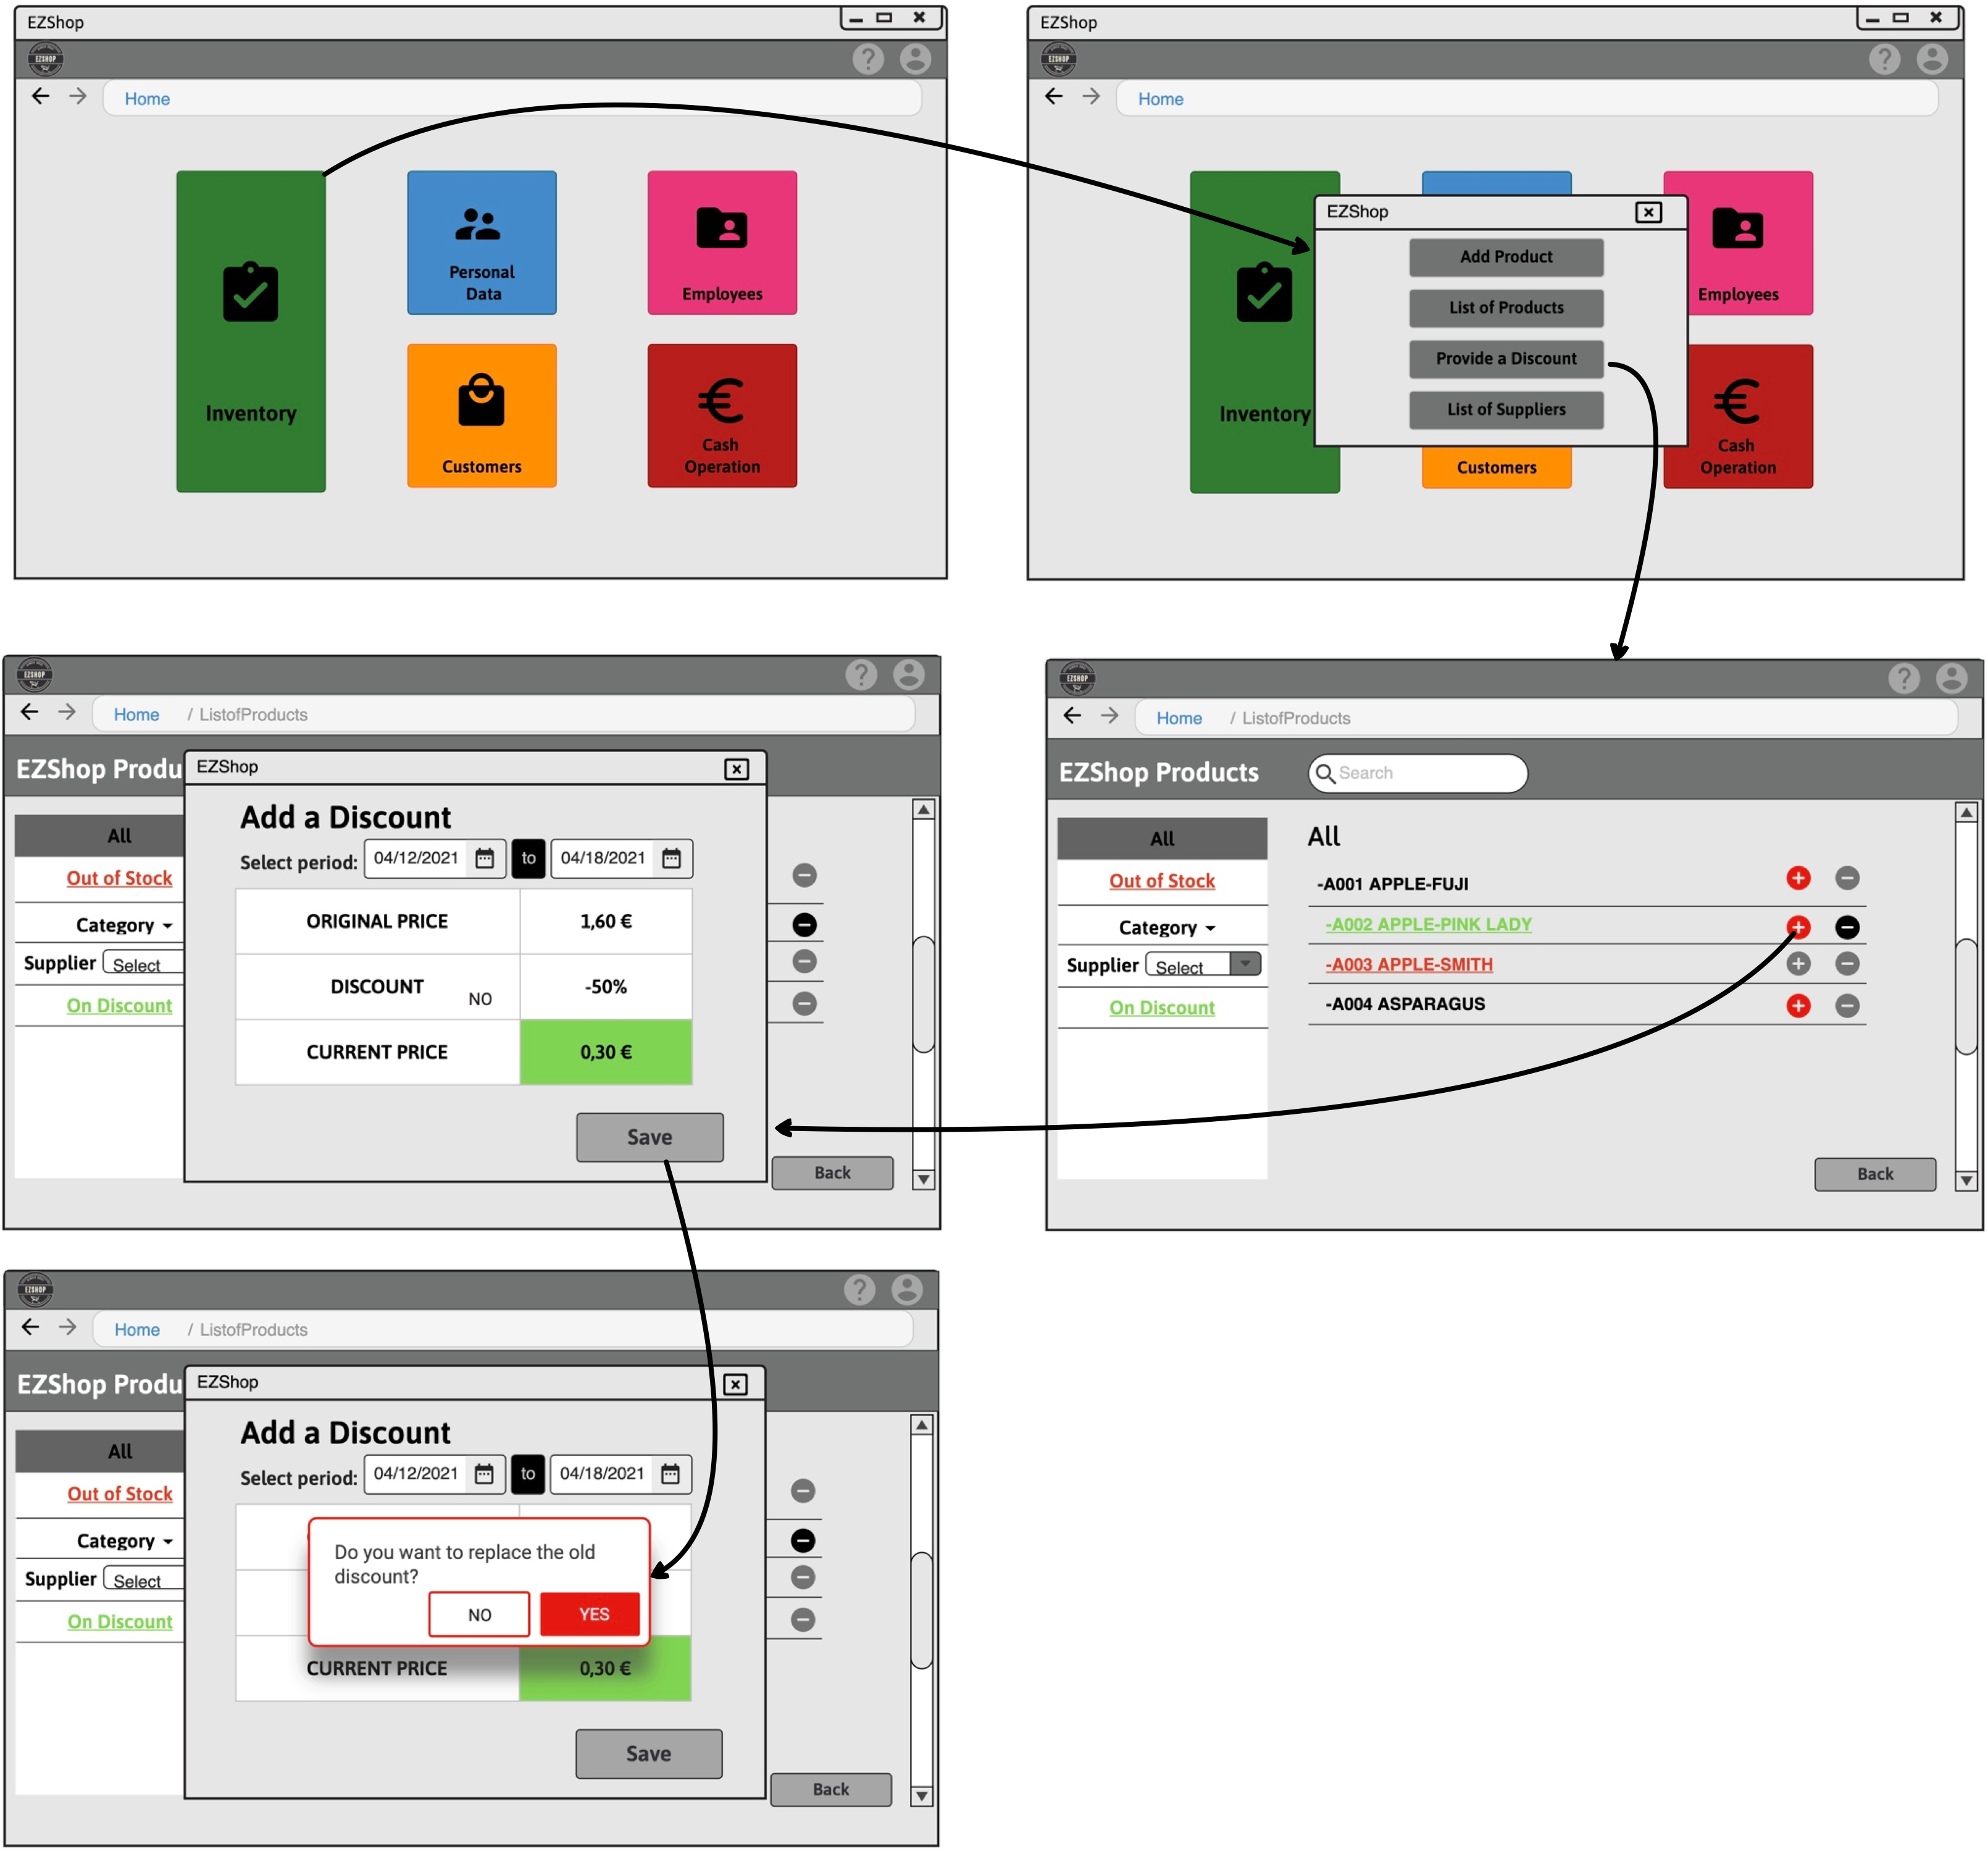 EZShop
EZSHOP
Home
Inventory
Personal
Data
Employees
Customers
Cash
Operation
EZShop
EZSHOP
Home
Inventory
EZShop
Add Product
List of Products
Provide a Discount
List of Suppliers
Employees
Customers
Cash
Operation
EZSHOP
Home / ListofProducts
EZShop Produ
EZShop
All
Out of Stock
Category
Supplier Select
On Discount
Add a Discount
Select period: 04/12/2021 to 04/18/2021
ORIGINAL PRICE 1,60 €
DISCOUNT NO -50%
CURRENT PRICE 0,30 €
Save
Back
EZSHOP
Home / ListofProducts
EZShop Products Search
All
Out of Stock
Category
Supplier Select
On Discount
All
-A001 APPLE-FUJI
-A002 APPLE-PINK LADY
-A003 APPLE-SMITH
-A004 ASPARAGUS
Back
EZSHOP
Home / ListofProducts
EZShop Produ
EZShop
All
Out of Stock
Category
Supplier Select
On Discount
Add a Discount
Select period: 04/12/2021 to 04/18/2021
Do you want to replace the old
discount?
NO YES
CURRENT PRICE 0,30 €
Save
Back